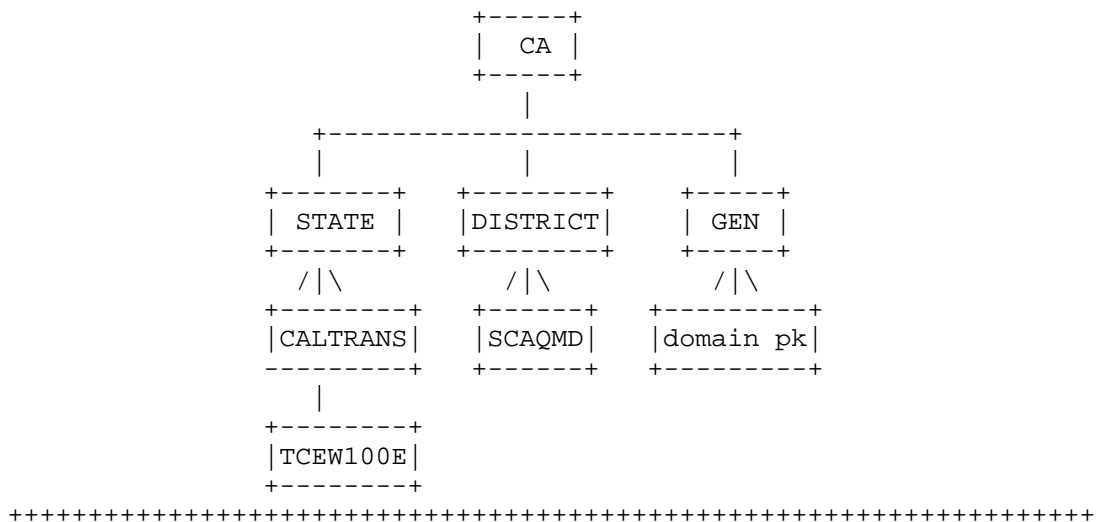 CA
STATE DISTRICT GEN
CALTRANS SCAQMD domain pk
TCEW100E